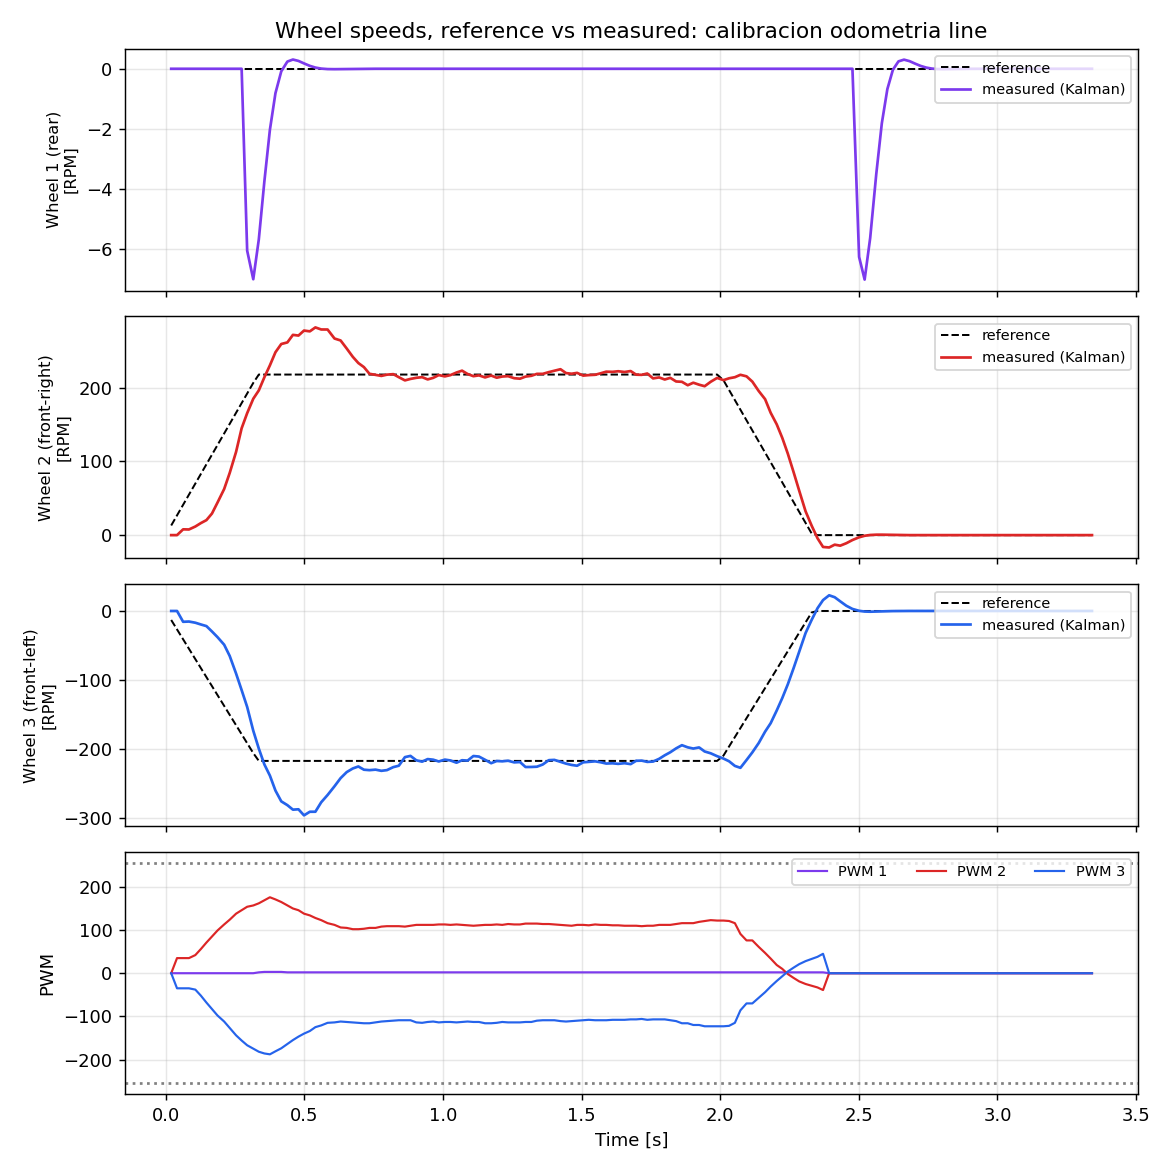 Wheel speeds, reference vs measured: calibracion odometria line
Wheel 1 (rear)
[RPM]
0
−2
−4
−6
reference
measured (Kalman)
Wheel 2 (front-right)
[RPM]
200
100
0
reference
measured (Kalman)
Wheel 3 (front-left)
[RPM]
0
−100
−200
−300
reference
measured (Kalman)
PWM
200
100
0
−100
−200
PWM 1 PWM 2 PWM 3
0.0 0.5 1.0 1.5 2.0 2.5 3.0 3.5
Time [s]